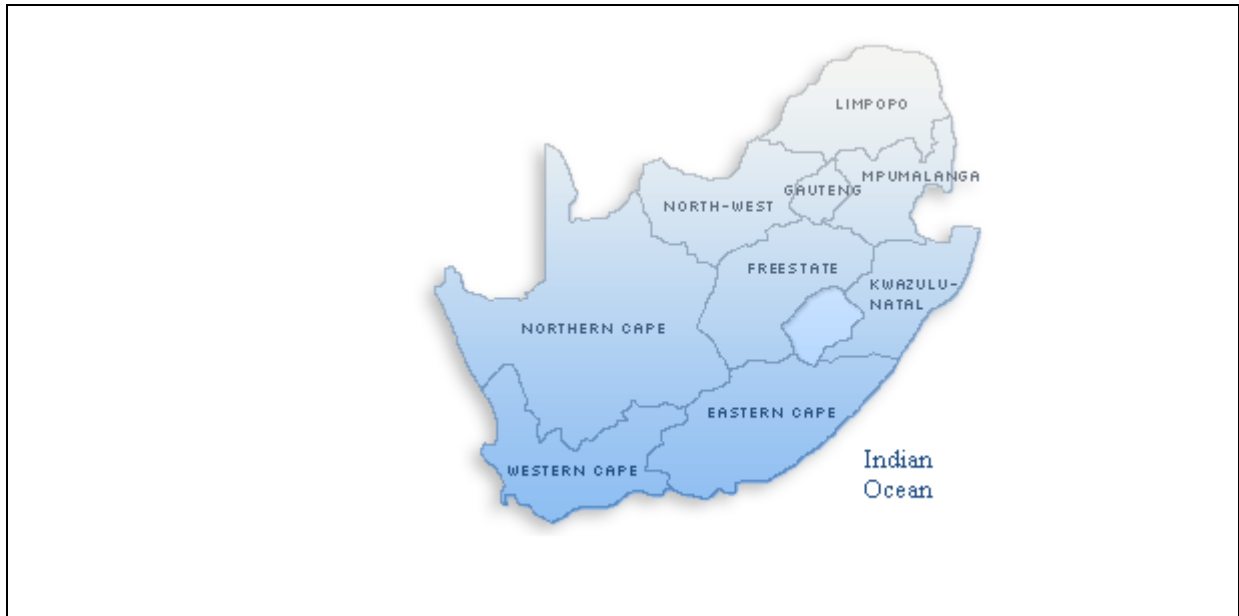 LIMPOPO
MPUMALANGA
GAUTENG
NORTH-WEST
FREESTATE
KWAZULU-
NATAL
NORTHERN CAPE
EASTERN CAPE
WESTERN CAPE
Indian
Ocean